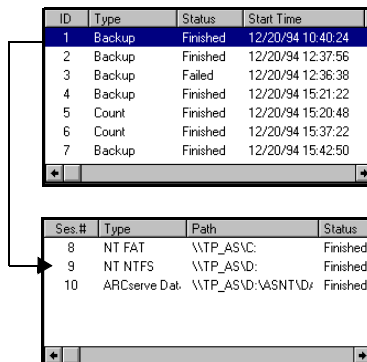 ID Type Status Start Time
1 Backup Finished 12/20/94 10:40:24
2 Backup Finished 12/20/94 12:37:56
3 Backup Failed 12/20/94 12:36:38
4 Backup Finished 12/20/94 15:21:22
5 Count Finished 12/20/94 15:20:48
6 Count Finished 12/20/94 15:37:22
7 Backup Finished 12/20/94 15:42:50
Ses.# Type Path Status
8 NT FAT \\TP_AS\C: Finished
9 NT NTFS \\TP_AS\D: Finished
10 ARCserve Dat \\TP_AS\D:\ASNT\D Finished